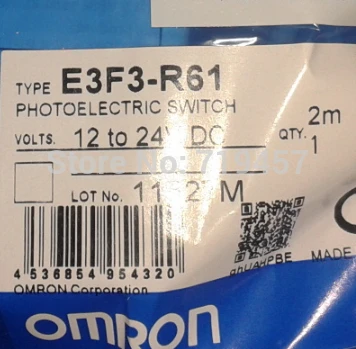 TYPE E3F3-R61
PHOTOELECTRIC SWITCH
2m
VOLTS. 12 to 24V DC QTY. 1
LOT No. M
4 536854 954320
MADE
OMRON Corporation
OMRON